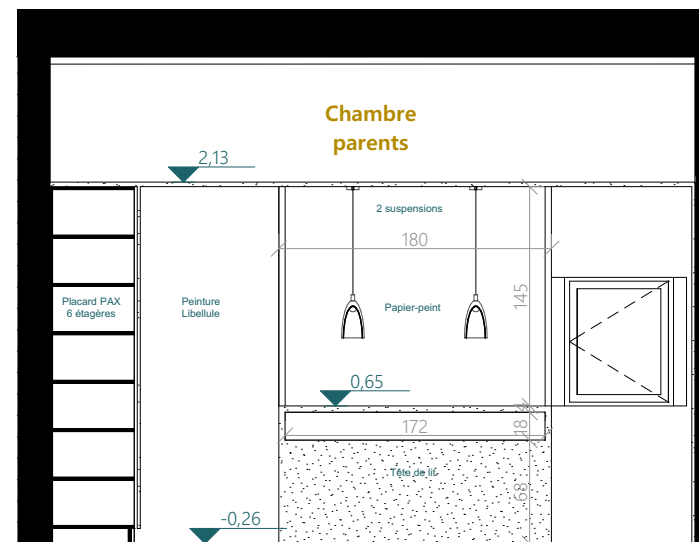 Chambre
parents
2,13
2 suspensions
180
145
Placard PAX
6 étagères
Peinture
Libellule
Papier-peint
0,65
4
172
18
Tête de lit
68
-0,26